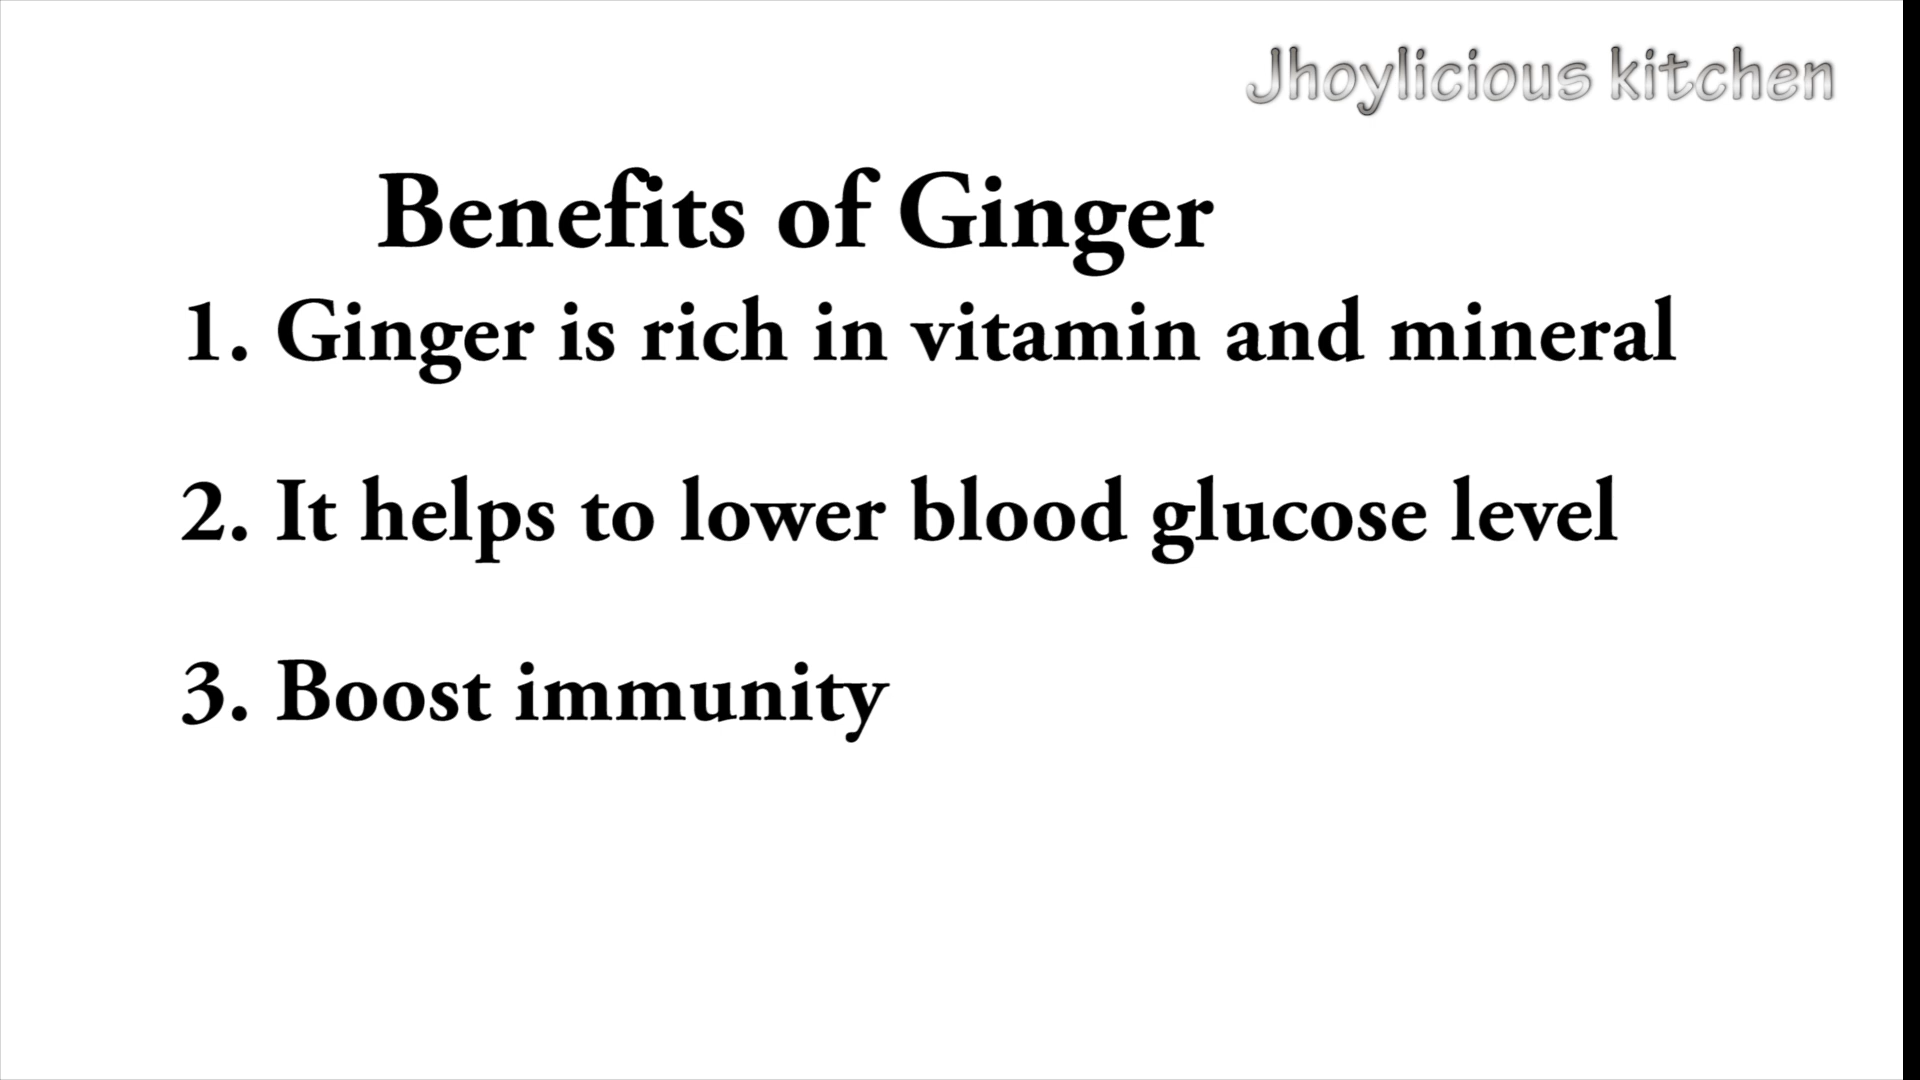 Jhoylicious kitchen
Benefits of Ginger
1. Ginger is rich in vitamin and mineral
2. It helps to lower blood glucose level
3. Boost immunity